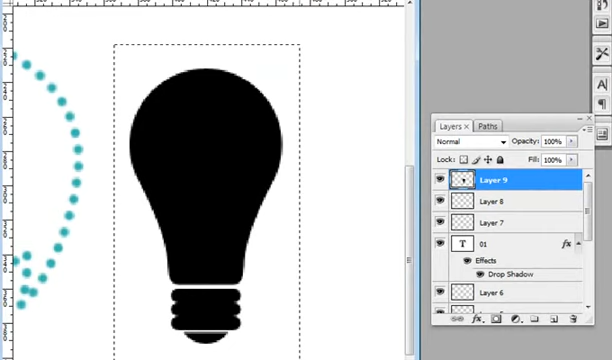 Layers × Paths
Normal Opacity: 100%
Lock: Fill: 100%
Layer 9
Layer 8
Layer 7
T 01 fx
Effects
Drop Shadow
Layer 6